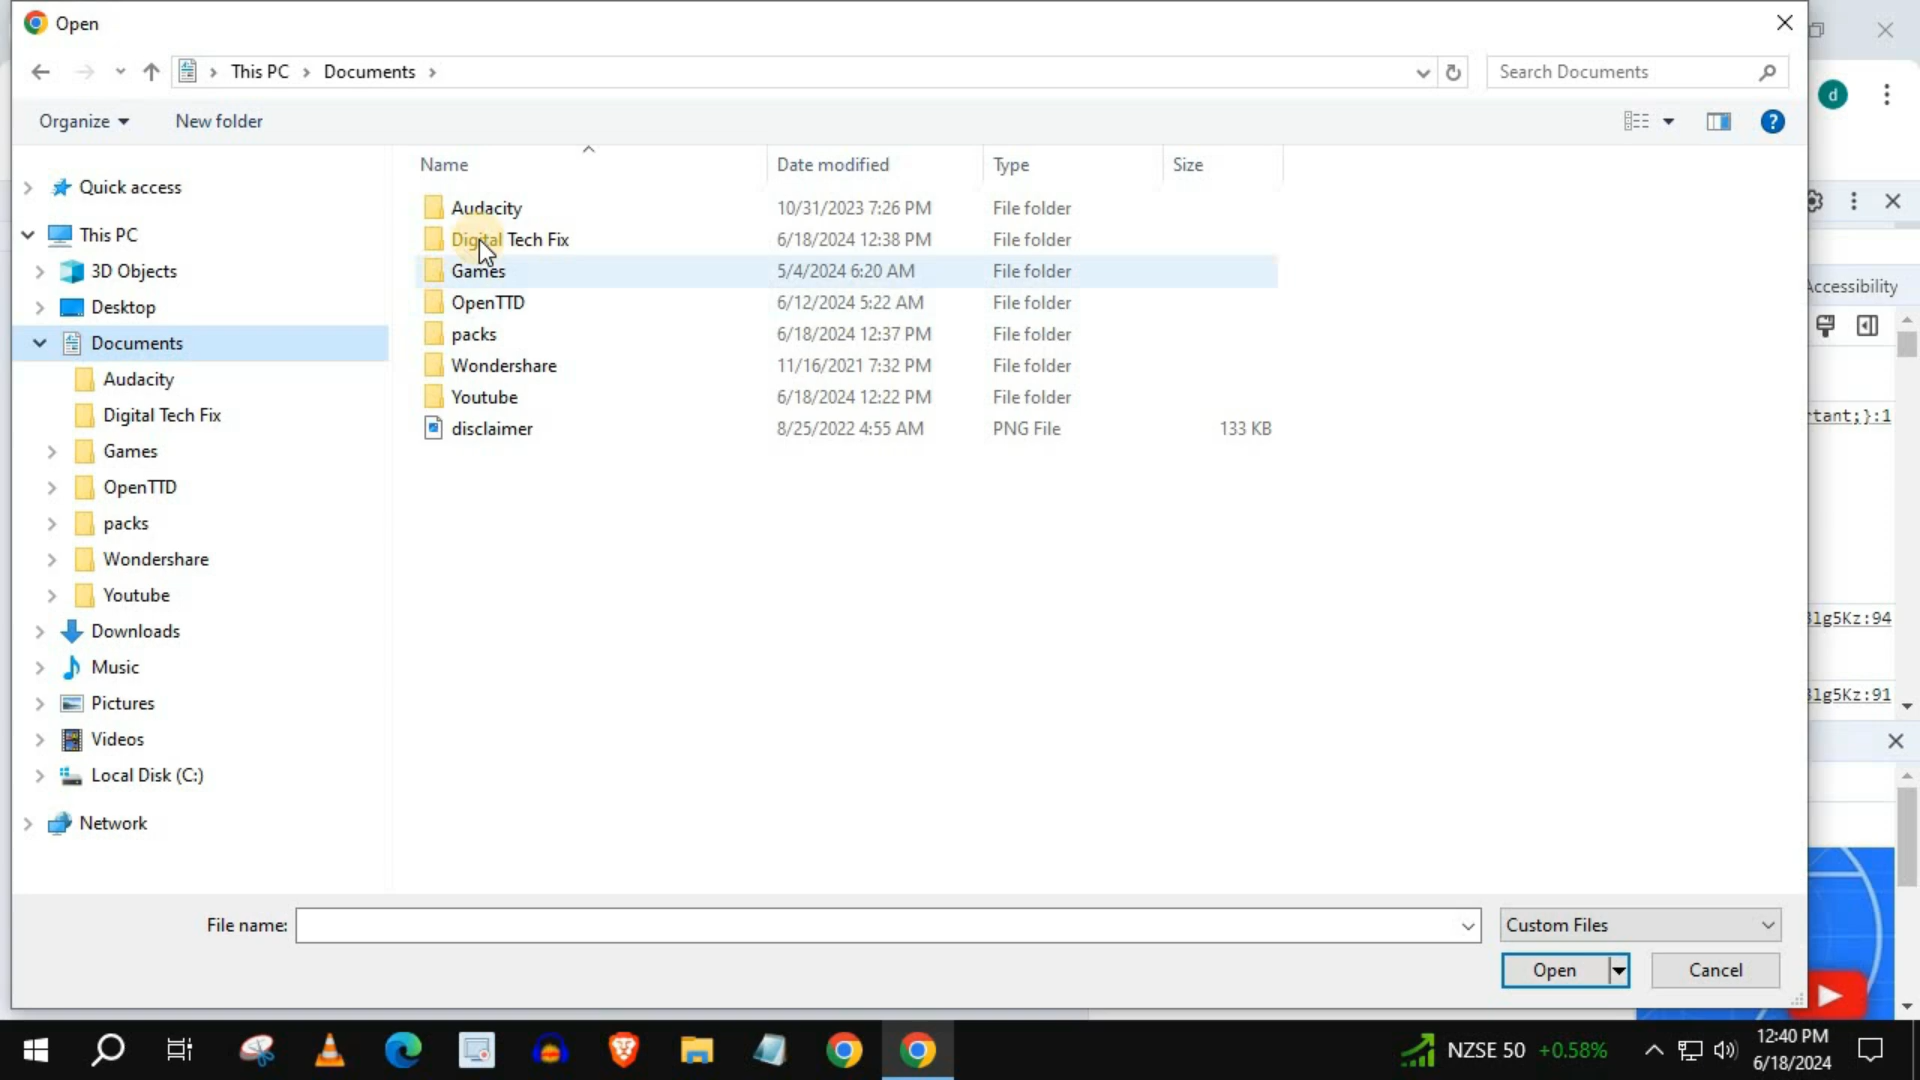 Open
This PC > Documents >
Search Documents
d
Organize
New folder
?
Name
Date modified
Type
Size
Quick access
This PC
3D Objects
Desktop
Documents
Audacity
Digital Tech Fix
Games
OpenTTD
packs
Wondershare
Youtube
Downloads
Music
Pictures
Videos
Local Disk (C:)
Network
Audacity 10/31/2023 7:26 PM File folder
Digital Tech Fix 6/18/2024 12:38 PM File folder
Games 5/4/2024 6:20 AM File folder
OpenTTD 6/12/2024 5:22 AM File folder
packs 6/18/2024 12:37 PM File folder
Wondershare 11/16/2021 7:32 PM File folder
Youtube 6/18/2024 12:22 PM File folder
disclaimer 8/25/2022 4:55 AM PNG File 133 KB
Accessibility
rtant;}:1
lg5Kz:94
lg5Kz:91
File name:
Custom Files
Open
Cancel
NZSE 50 +0.58%
12:40 PM
6/18/2024